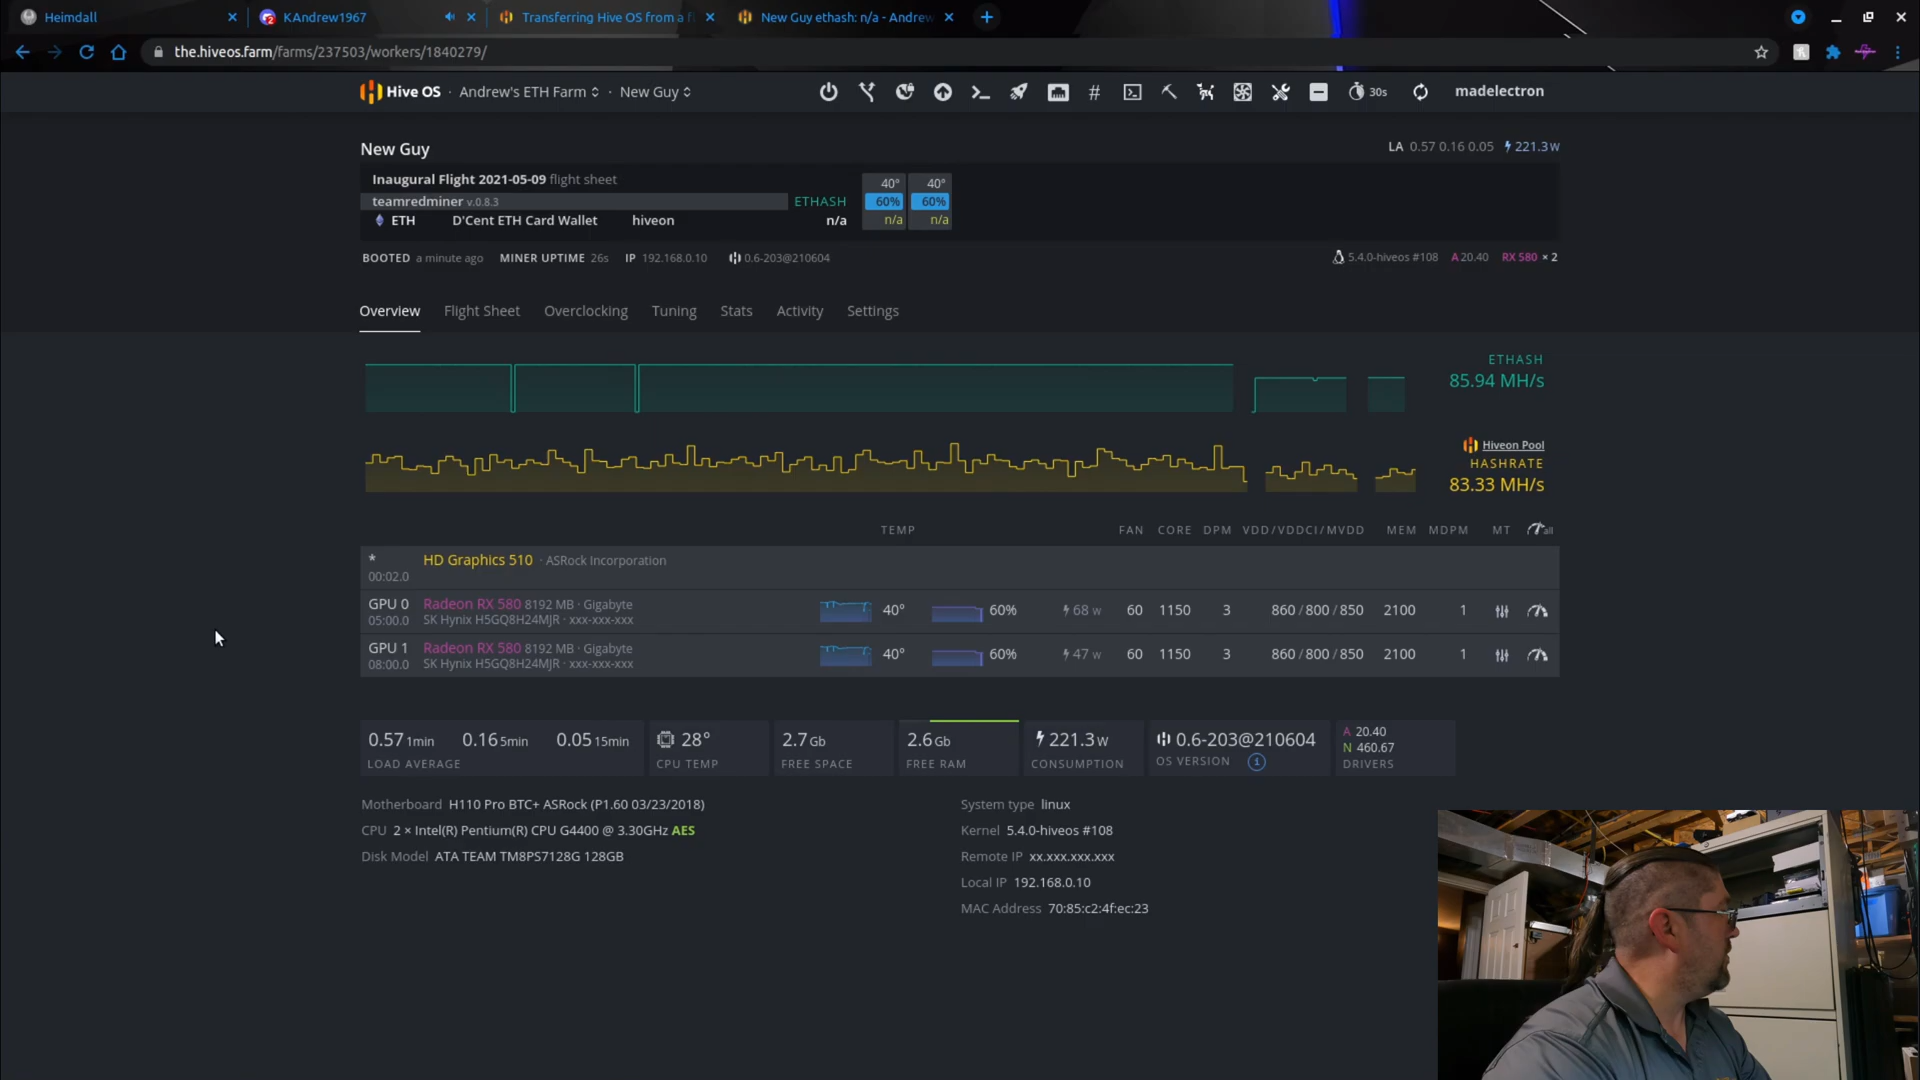 Heimdall
KAndrew1967
Transferring Hive OS from a f
New Guy ethash: n/a - Andrew
the.hiveos.farm/farms/237503/workers/1840279/
Hive OS · Andrew's ETH Farm · New Guy
30s
madelectron
New Guy
LA 0.57 0.16 0.05 221.3 W
Inaugural Flight 2021-05-09 flight sheet
40° 40°
teamredminer v.0.8.3 ETHASH 60% 60%
ETH D'Cent ETH Card Wallet hiveon n/a n/a n/a
BOOTED a minute ago MINER UPTIME 26s IP 192.168.0.10 0.6-203@210604
5.4.0-hiveos #108 A 20.40 RX 580 × 2
Overview Flight Sheet Overclocking Tuning Stats Activity Settings
ETHASH
85.94 MH/s
Hiveon Pool
HASHRATE
83.33 MH/s
TEMP FAN CORE DPM VDD/VDDCI/MVDD MEM MDPM MT all
* HD Graphics 510 · ASRock Incorporation
00:02.0
GPU 0 Radeon RX 580 8192 MB · Gigabyte 40° 60% 68 W 60 1150 3 860/800/850 2100 1
05:00.0 SK Hynix H5GQ8H24MJR · xxx-xxx-xxx
GPU 1 Radeon RX 580 8192 MB · Gigabyte 40° 60% 47 W 60 1150 3 860/800/850 2100 1
08:00.0 SK Hynix H5GQ8H24MJR · xxx-xxx-xxx
0.57 1min 0.16 5min 0.05 15min
LOAD AVERAGE
28°
CPU TEMP
2.7 Gb
FREE SPACE
2.6 Gb
FREE RAM
221.3 W
CONSUMPTION
0.6-203@210604
OS VERSION
A 20.40
N 460.67
DRIVERS
Motherboard H110 Pro BTC+ ASRock (P1.60 03/23/2018)
CPU 2 × Intel(R) Pentium(R) CPU G4400 @ 3.30GHz AES
Disk Model ATA TEAM TM8PS7128G 128GB
System type linux
Kernel 5.4.0-hiveos #108
Remote IP xx.xxx.xxx.xxx
Local IP 192.168.0.10
MAC Address 70:85:c2:4f:ec:23